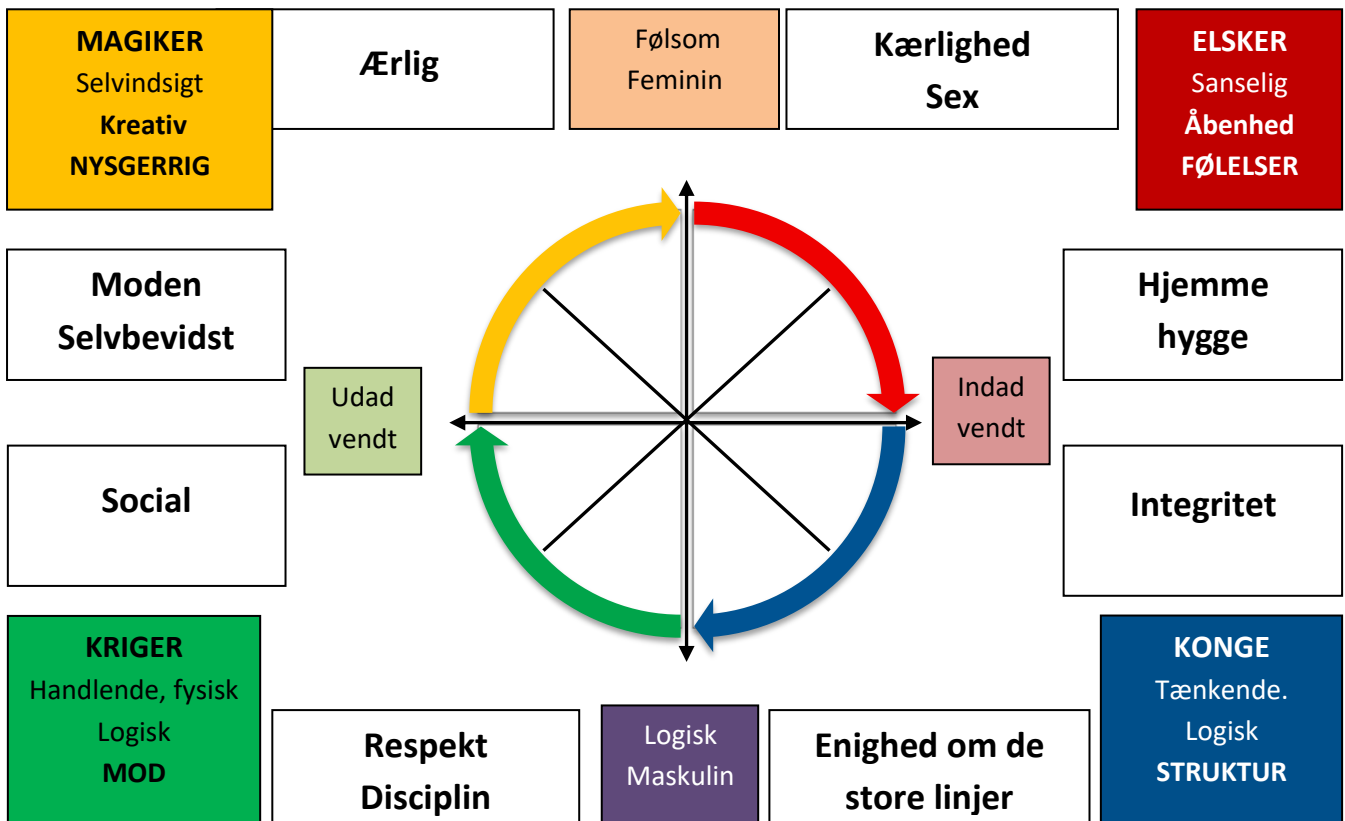 MAGIKER
Selvindsigt
Kreativ
NYSGERRIG
Ærlig
Følsom
Feminin
Kærlighed
Sex
ELSKER
Sanselig
Åbenhed
FØLELSER
Moden
Selvbevidst
Hjemme
hygge
Udad
vendt
Indad
vendt
Social
Integritet
KRIGER
Handlende, fysisk
Logisk
MOD
Respekt
Disciplin
Logisk
Maskulin
Enighed om de
store linjer
KONGE
Tænkende.
Logisk
STRUKTUR